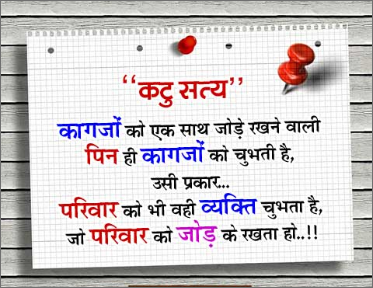 “कटु सत्य”
कागजों को एक साथ जोड़े रखने वाली
पिन ही कागजों को चुभती है,
उसी प्रकार...
परिवार को भी वही व्यक्ति चुभता है,
जो परिवार को जोड़ के रखता हो..!!